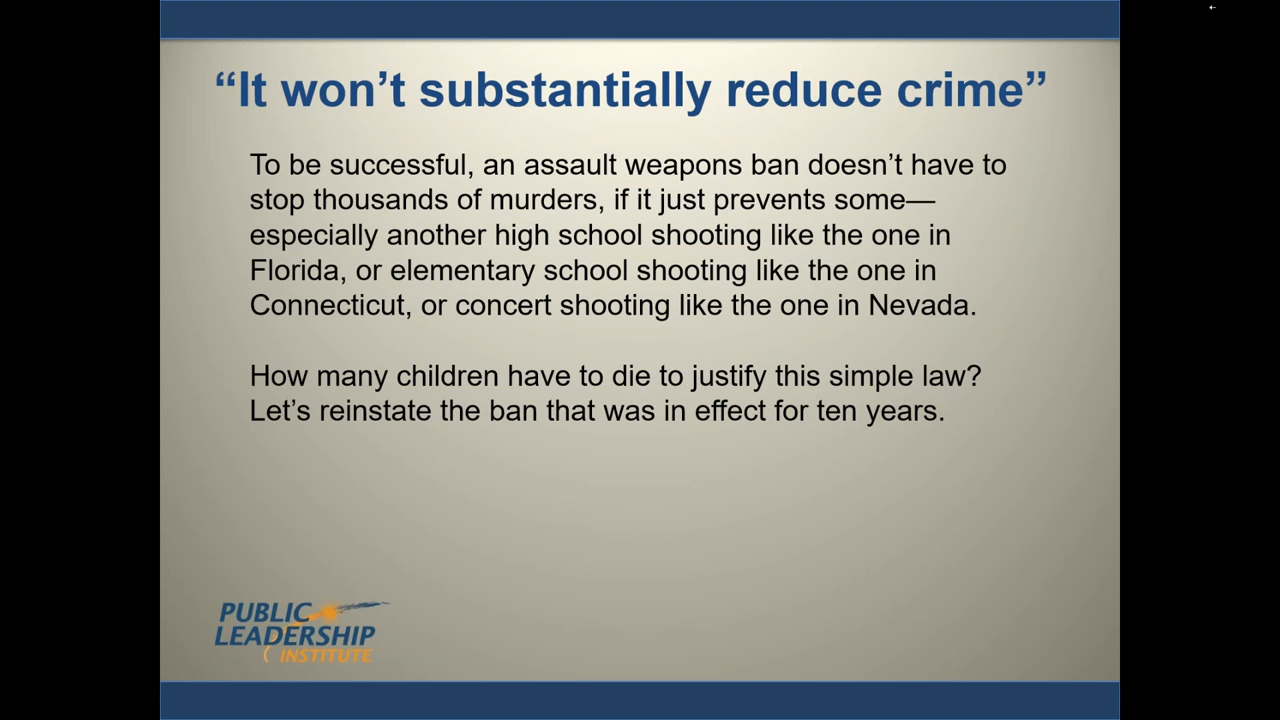 “It won’t substantially reduce crime”
To be successful, an assault weapons ban doesn’t have to
stop thousands of murders, if it just prevents some—
especially another high school shooting like the one in
Florida, or elementary school shooting like the one in
Connecticut, or concert shooting like the one in Nevada.
How many children have to die to justify this simple law?
Let’s reinstate the ban that was in effect for ten years.
PUBLIC
LEADERSHIP
INSTITUTE